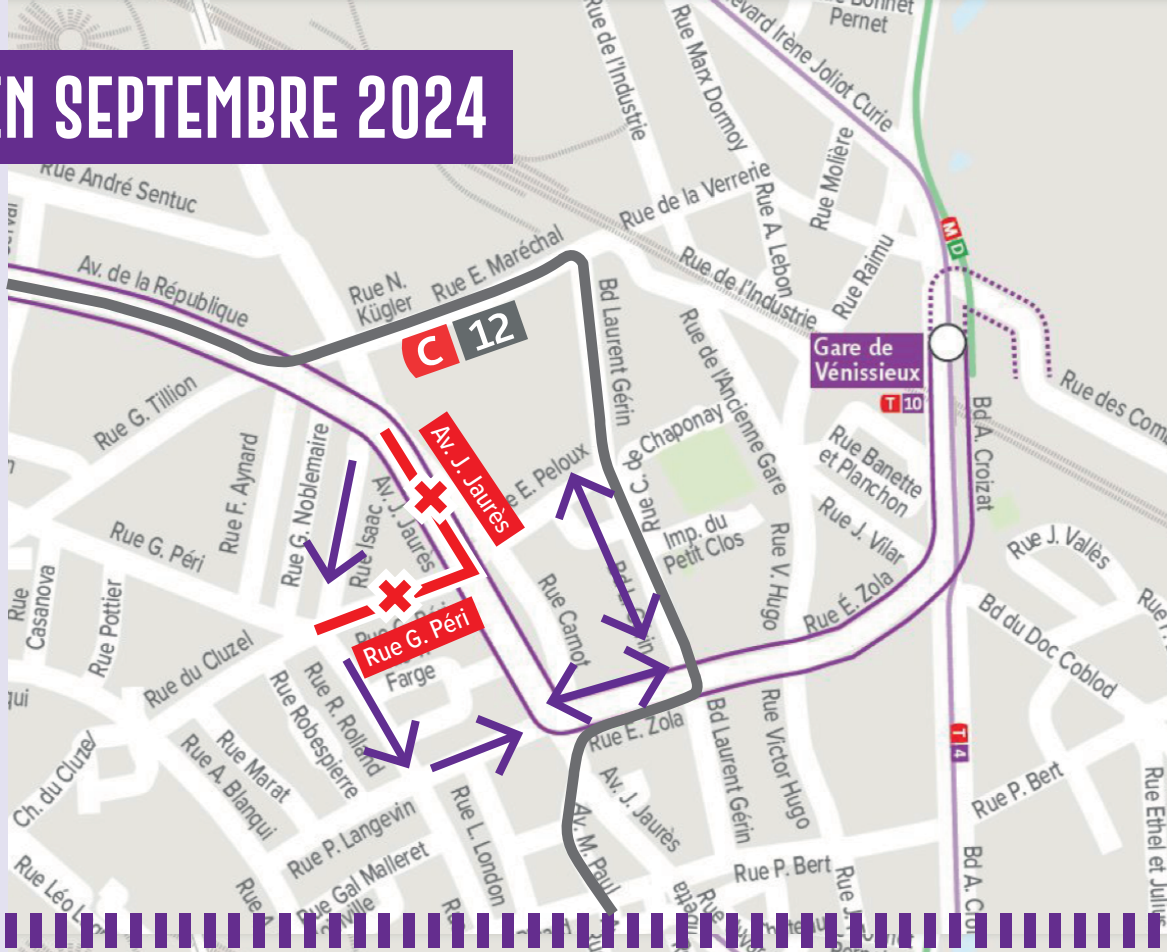 EN SEPTEMBRE 2024
Pernet
Boulevard Irène Joliot Curie
Rue de l'Industrie
Rue Marx Dormoy
Rue Molière
Rue André Sentuc
Rue de la Verrerie
Rue A. Lebon
Rue Raimu
M D
Av. de la République
Rue N.
Kügler
Rue E. Maréchal
Rue de l'Industrie
C 12
Bd Laurent Gérin
Rue de l'Ancienne Gare
Gare de
Vénissieux
T 10
Rue des Com
Bd A. Croizat
Rue G. Tillion
Rue F. Aynard
Rue G. Noblemaire
Rue Isaac
Av. J. Jaurès
Av. J. Jaurès
Rue E. Peloux
Rue C. de Chaponay
Imp. du
Petit Clos
Rue Banette
et Planchon
Rue J. Vilar
Rue J. Vallès
Rue G. Péri
Rue
Casanova
Rue Pottier
Rue du Cluzel
Rue G. Péri
Farge
Rue Carnot
Rue V. Hugo
Rue É. Zola
Bd du Doc Coblod
Rue R. Rolland
Rue Robespierre
Rue Marat
Rue A. Blanqui
Ch. du Cluzel
Rue E. Zola
Bd Laurent Gérin
Rue Victor Hugo
T 4
Rue P. Bert
Rue P. Langevin
Rue Gal Malleret
Rue L. London
Av. J. Jaurès
Av. M. Paul
Rue P. Bert
Bd A. Croi
Rue Ethel et Juli
Rue Léo L